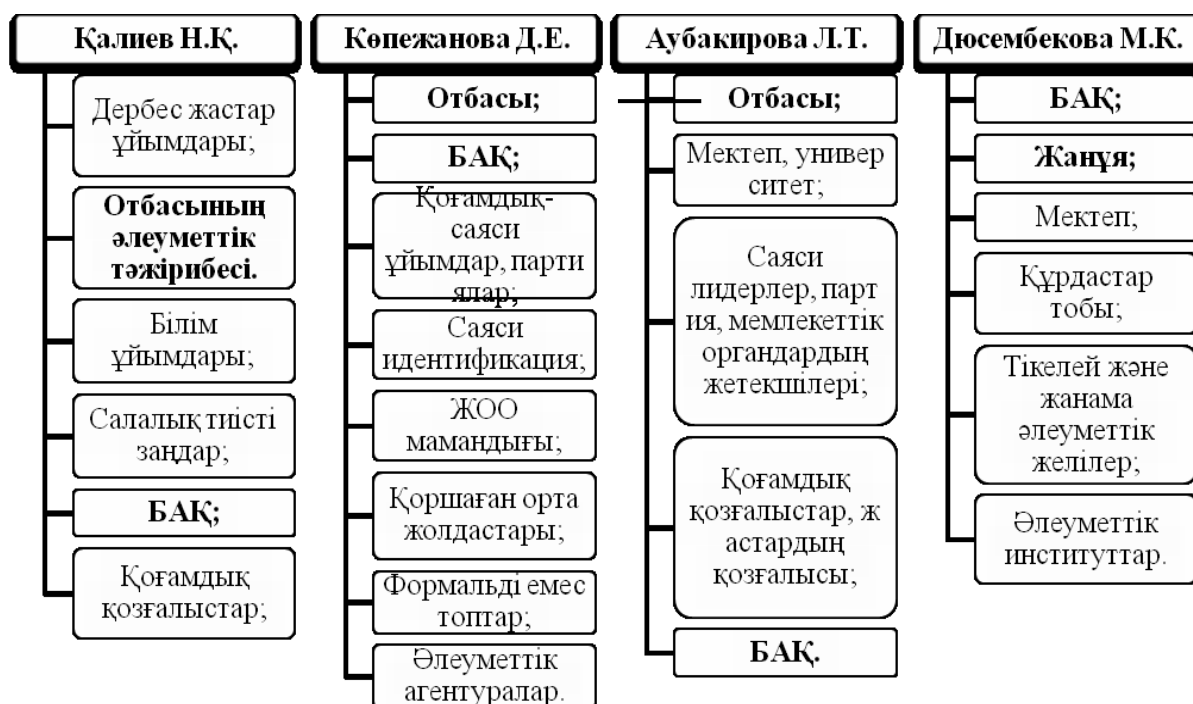 Қалиев Н.Қ.
Дербес жастар
ұйымдары;
Отбасының
әлеуметтік
тәжірибесі.
Білім
ұйымдары;
Салалық тиісті
заңдар;
БАҚ;
Қоғамдық
қозғалыстар;
Көпежанова Д.Е.
Отбасы;
БАҚ;
Қоғамдық-
саяси
ұйымдар, парти
ялар;
Саяси
идентификация;
ЖОО
мамандығы;
Қоршаған орта
жолдастары;
Формальді емес
топтар;
Әлеуметтік
агентуралар.
Аубакирова Л.Т.
Отбасы;
Мектеп, универ
ситет;
Саяси
лидерлер, парт
ия, мемлекеттік
органдардың
жетекшілері;
Қоғамдық
қозғалыстар, ж
астардың
қозғалысы;
БАҚ.
Дюсембекова М.К.
БАҚ;
Жанұя;
Мектеп;
Құрдастар
тобы;
Тікелей және
жанама
әлеуметтік
желілер;
Әлеуметтік
институттар.